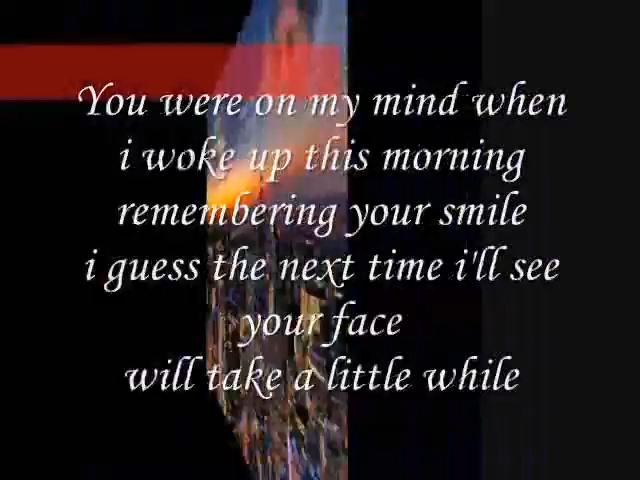 You were on my mind when
i woke up this morning
remembering your smile
i guess the next time i'll see
your face
will take a little while